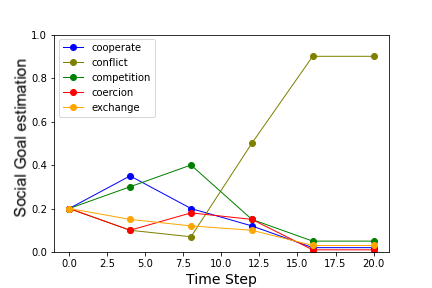 1.0
0.8
0.6
0.4
0.2
0.0
Social Goal estimation
cooperate
conflict
competition
coercion
exchange
0.0 2.5 5.0 7.5 10.0 12.5 15.0 17.5 20.0
Time Step